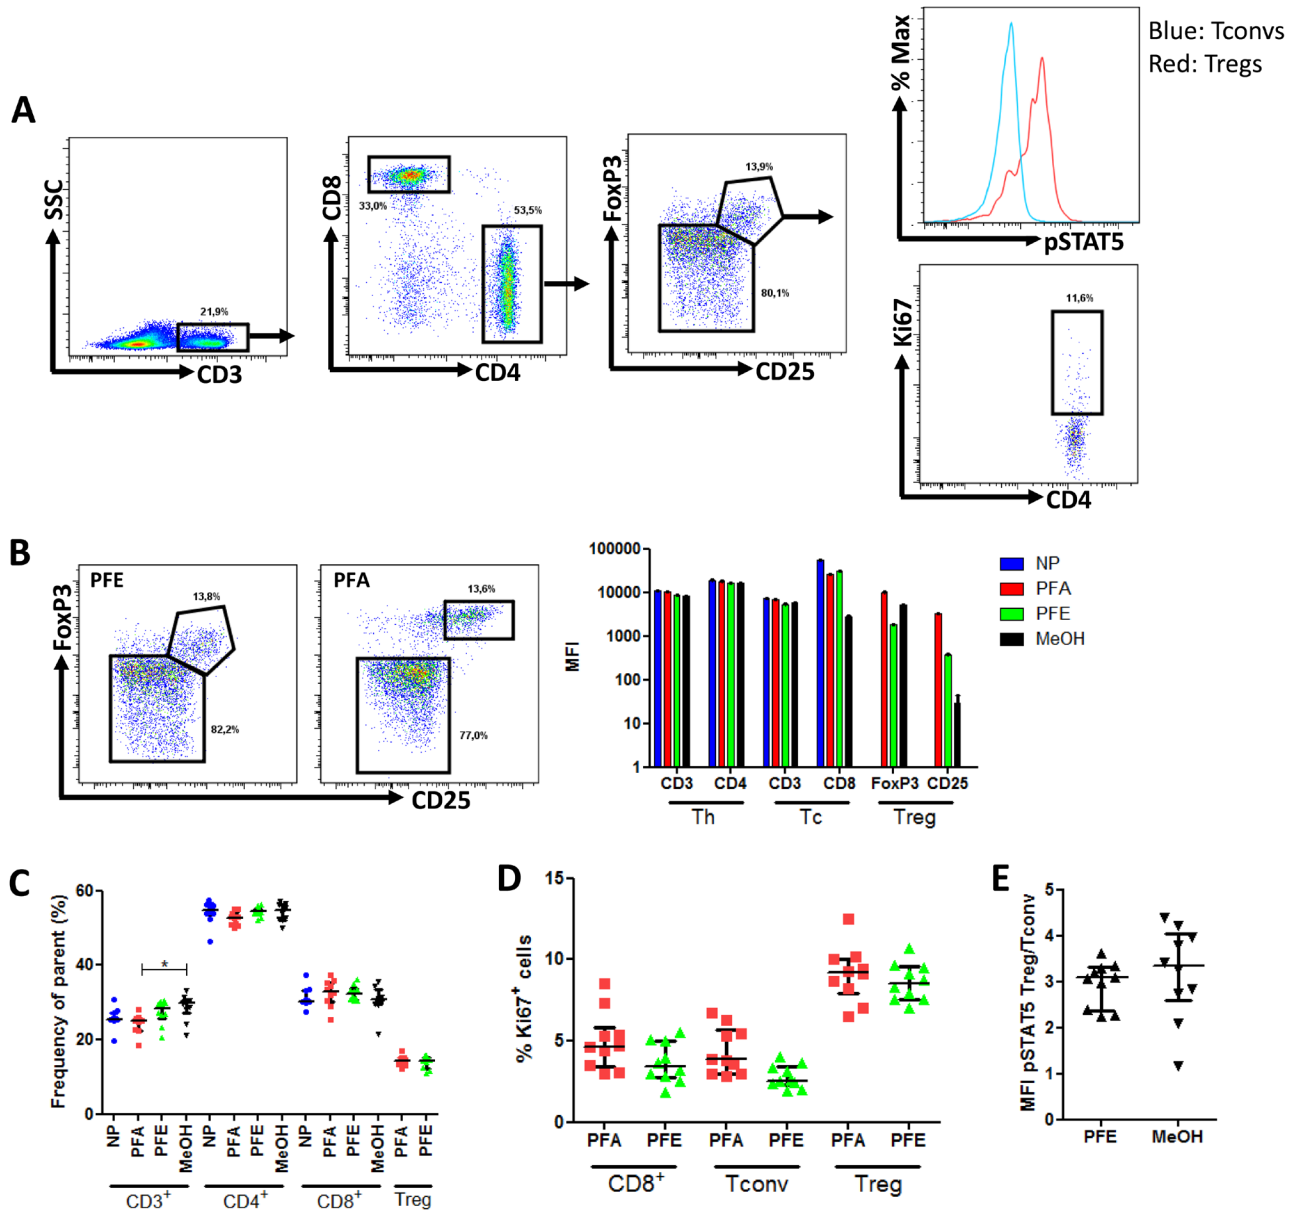 A
SSC
21,9%
CD3
CD8
33,0%
53,5%
CD4
FoxP3
13,9%
80,1%
CD25
% Max
pSTAT5
Blue: Tconvs
Red: Tregs
Ki67
11,6%
CD4
B
FoxP3
PFE
13,8%
82,2%
PFA
13,6%
77,0%
CD25
MFI
100000
10000
1000
100
10
1
CD3 CD4 CD3 CD8 FoxP3 CD25
Th Tc Treg
NP
PFA
PFE
MeOH
C
Frequency of parent (%)
60
40
20
0
*
NP PFA PFE MeOH NP PFA PFE MeOH NP PFA PFE MeOH PFA PFE
CD3+ CD4+ CD8+ Treg
D
% Ki67+ cells
15
10
5
0
PFA PFE PFA PFE PFA PFE
CD8+ Tconv Treg
E
MFI pSTAT5 Treg/Tconv
5
4
3
2
1
0
PFE MeOH